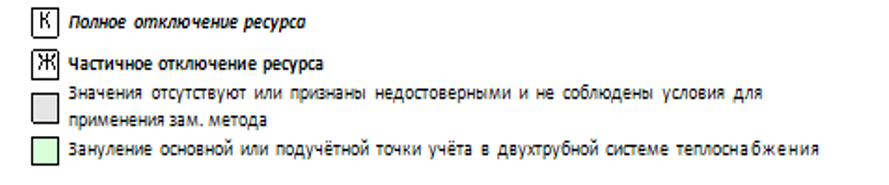 К Полное отключение ресурса
Ж Частичное отключение ресурса
Значения отсутствуют или признаны недостоверными и не соблюдены условия для
применения зам. метода
Зануление основной или подучётной точки учёта в двухтрубной системе теплоснабжения